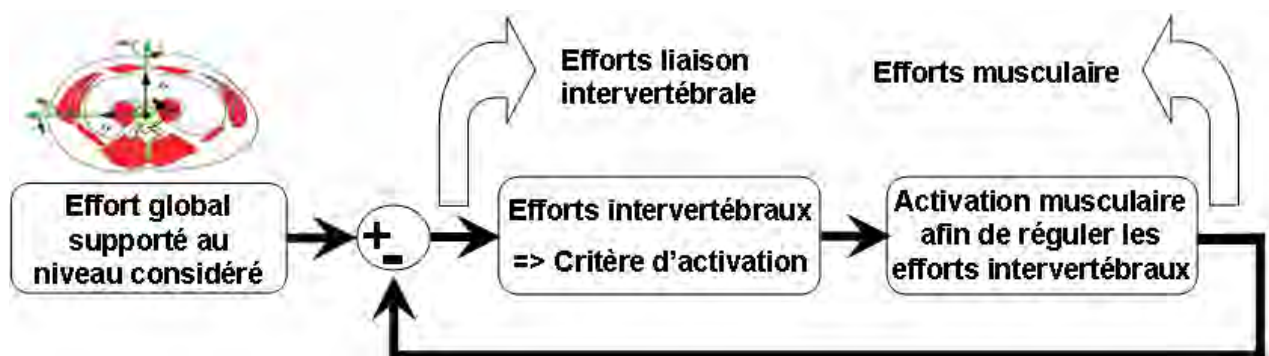 Efforts liaison
intervertébrale
Efforts musculaire
Effort global
supporté au
niveau considéré
+
-
Efforts intervertébraux
=> Critère d'activation
Activation musculaire
afin de réguler les
efforts intervertébraux